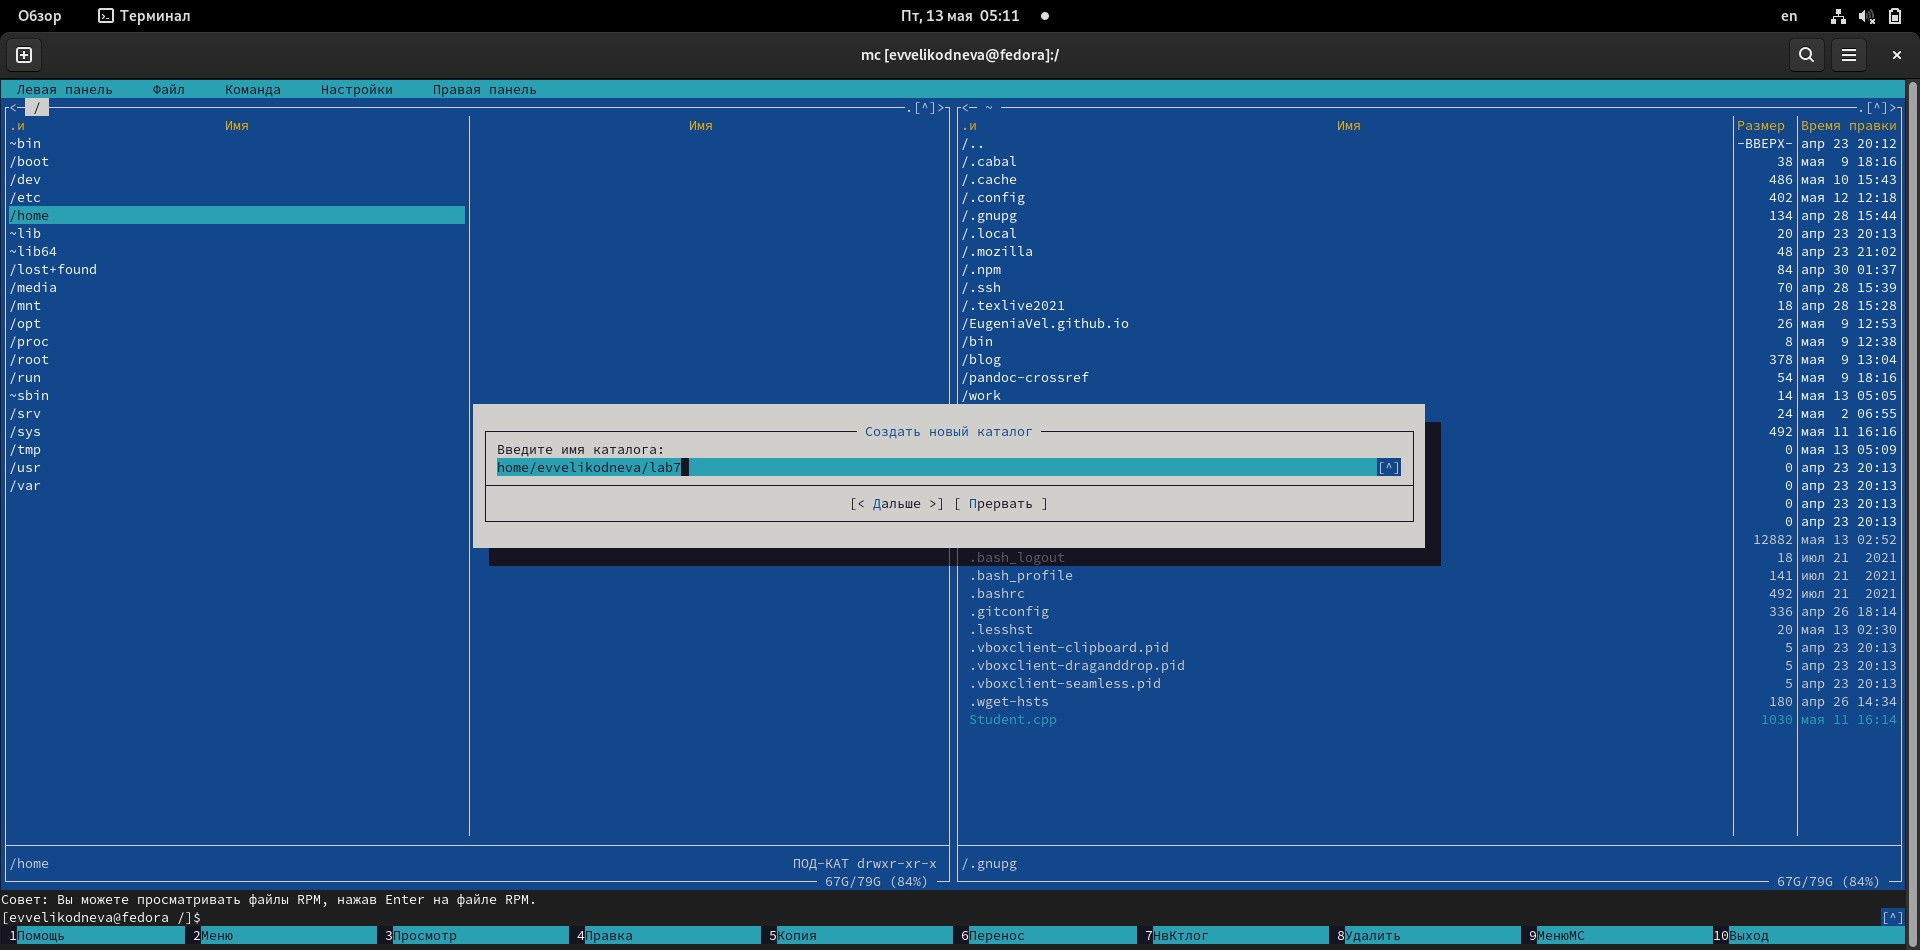 Обзор Терминал Пт, 13 мая 05:11 en
mc [evvelikodneva@fedora]:/
Левая панель Файл Команда Настройки Правая панель
<─ / .[^]> <─ ~ .[^]>
.и Имя Имя .и Имя Размер Время правки
~bin /.. -ВВЕРХ- апр 23 20:12
/boot /.cabal 38 мая 9 18:16
/dev /.cache 486 мая 10 15:43
/etc /.config 402 мая 12 12:18
/home /.gnupg 134 апр 28 15:44
~lib /.local 20 апр 23 20:13
~lib64 /.mozilla 48 апр 23 21:02
/lost+found /.npm 84 апр 30 01:37
/media /.ssh 70 апр 28 15:39
/mnt /.texlive2021 18 апр 28 15:28
/opt /EugeniaVel.github.io 26 мая 9 12:53
/proc /bin 8 мая 9 12:38
/root /blog 378 мая 9 13:04
/run /pandoc-crossref 54 мая 9 18:16
~sbin /work 14 мая 13 05:05
/srv 24 мая 2 06:55
/sys Создать новый каталог 492 мая 11 16:16
/tmp Введите имя каталога: 0 мая 13 05:09
/usr home/evvelikodneva/lab7 [^] 0 апр 23 20:13
/var 0 апр 23 20:13
[< Дальше >] [ Прервать ] 0 апр 23 20:13
0 апр 23 20:13
12882 мая 13 02:52
.bash_logout 18 июл 21 2021
.bash_profile 141 июл 21 2021
.bashrc 492 июл 21 2021
.gitconfig 336 апр 26 18:14
.lesshst 20 мая 13 02:30
.vboxclient-clipboard.pid 5 апр 23 20:13
.vboxclient-draganddrop.pid 5 апр 23 20:13
.vboxclient-seamless.pid 5 апр 23 20:13
.wget-hsts 180 апр 26 14:34
Student.cpp 1030 мая 11 16:14
/home ПОД-КАТ drwxr-xr-x /.gnupg
67G/79G (84%) 67G/79G (84%)
Совет: Вы можете просматривать файлы RPM, нажав Enter на файле RPM.
[evvelikodneva@fedora /]$ [^]
1Помощь 2Меню 3Просмотр 4Правка 5Копия 6Перенос 7НвКтлог 8Удалить 9МенюMC 10Выход